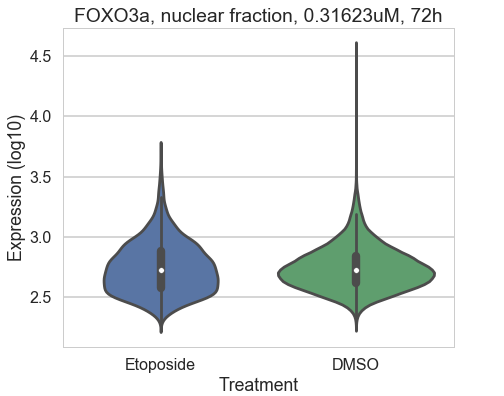 FOXO3a, nuclear fraction, 0.31623uM, 72h
Expression (log10)
4.5
4.0
3.5
3.0
2.5
Etoposide
DMSO
Treatment